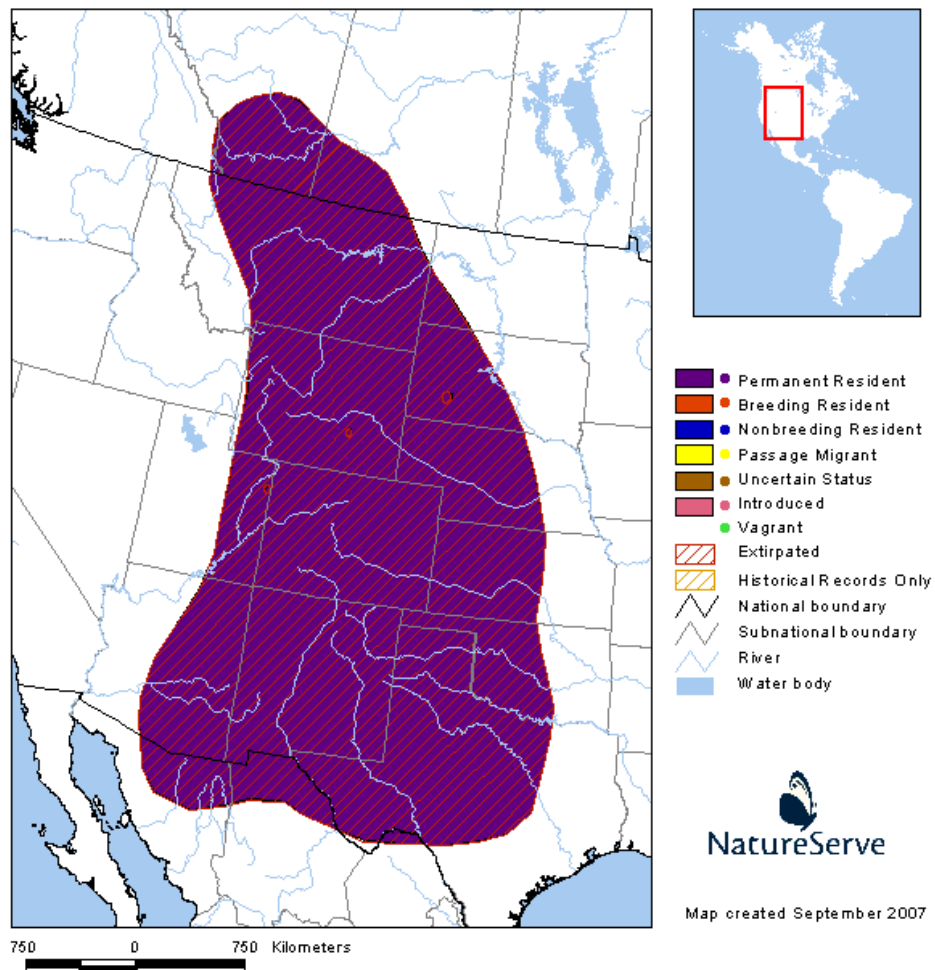 Permanent Resident
Breeding Resident
Nonbreeding Resident
Passage Migrant
Uncertain Status
Introduced
Vagrant
Extirpated
Historical Records Only
National boundary
Subnational boundary
River
Water body
NatureServe
Map created September 2007
750 0 750 Kilometers